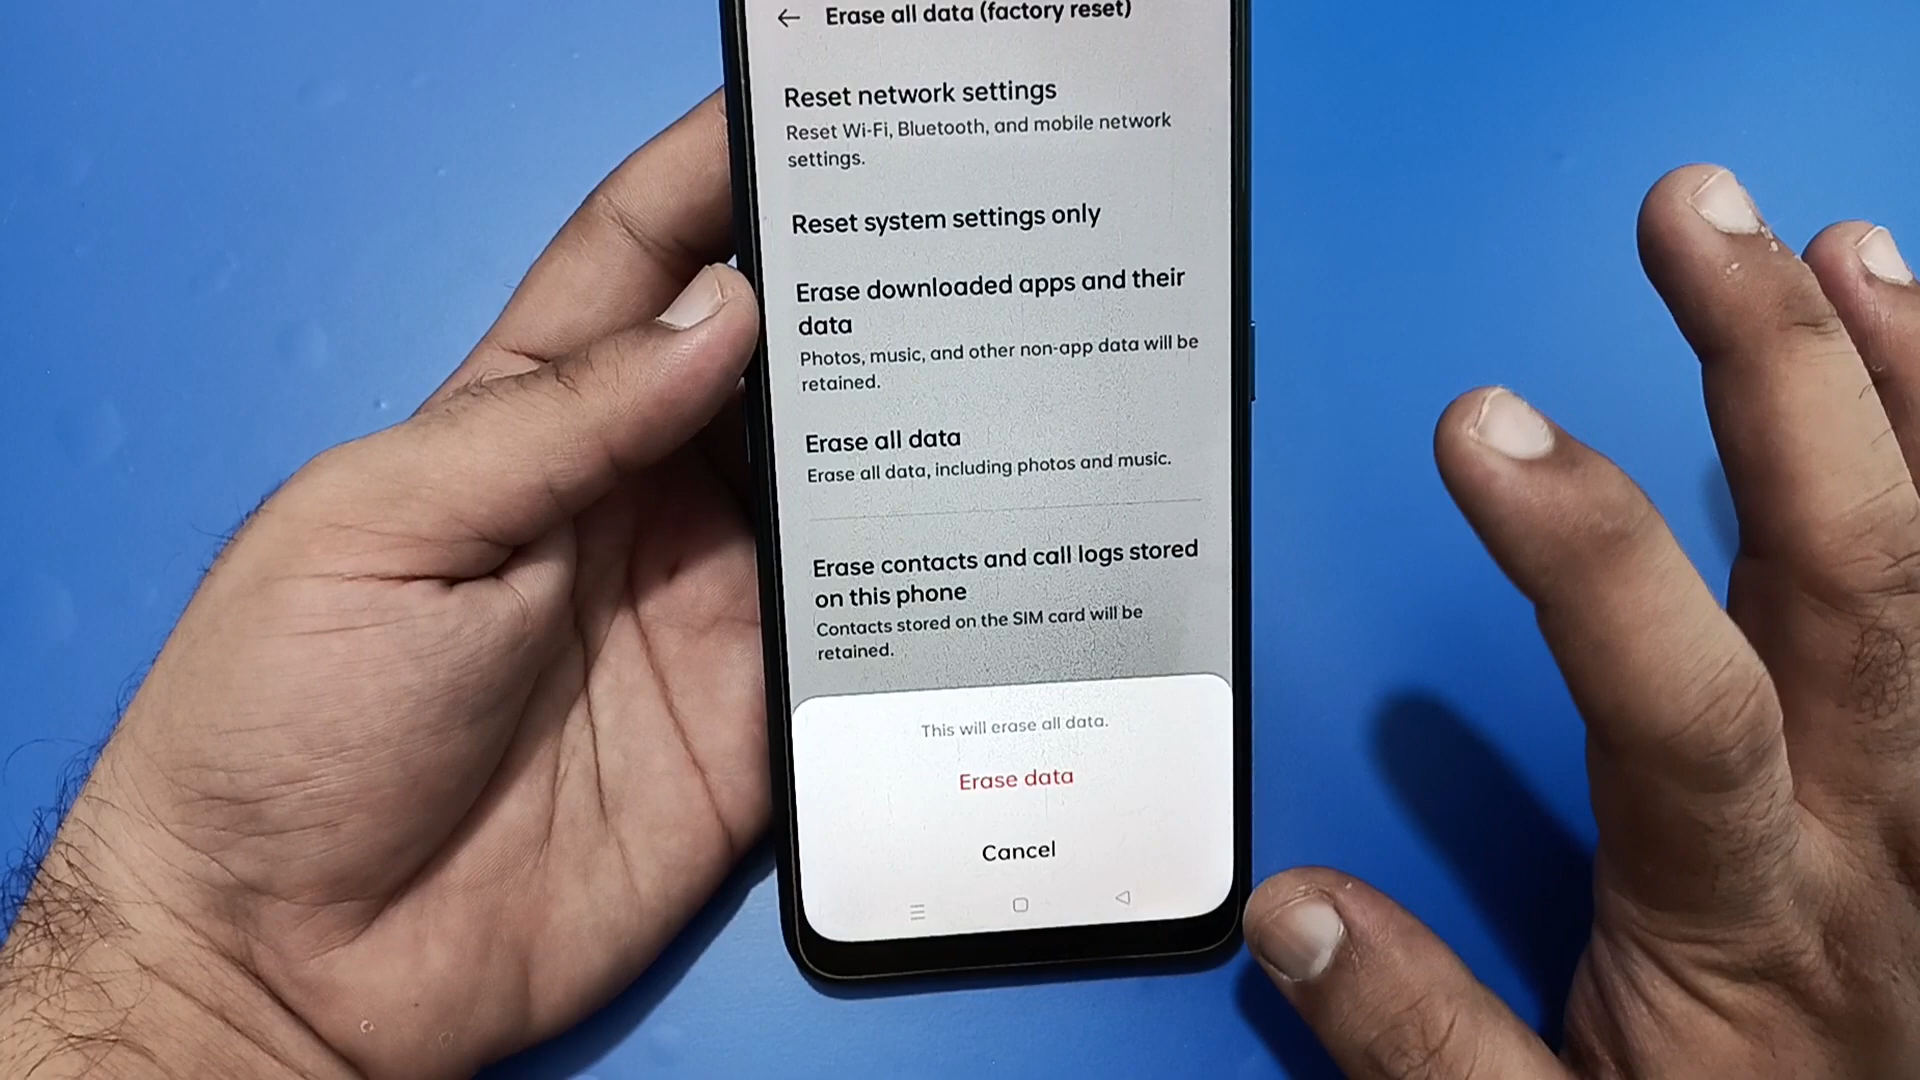 Erase all data (factory reset)
Reset network settings
Reset Wi-Fi, Bluetooth, and mobile network
settings.
Reset system settings only
Erase downloaded apps and their
data
Photos, music, and other non-app data will be
retained.
Erase all data
Erase all data, including photos and music.
Erase contacts and call logs stored
on this phone
Contacts stored on the SIM card will be
retained.
This will erase all data.
Erase data
Cancel